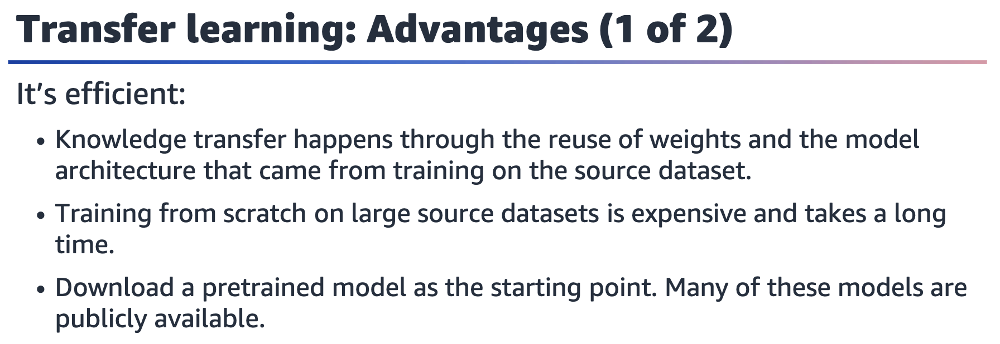 Transfer learning: Advantages (1 of 2)
It’s efficient:
• Knowledge transfer happens through the reuse of weights and the model
architecture that came from training on the source dataset.
• Training from scratch on large source datasets is expensive and takes a long
time.
• Download a pretrained model as the starting point. Many of these models are
publicly available.